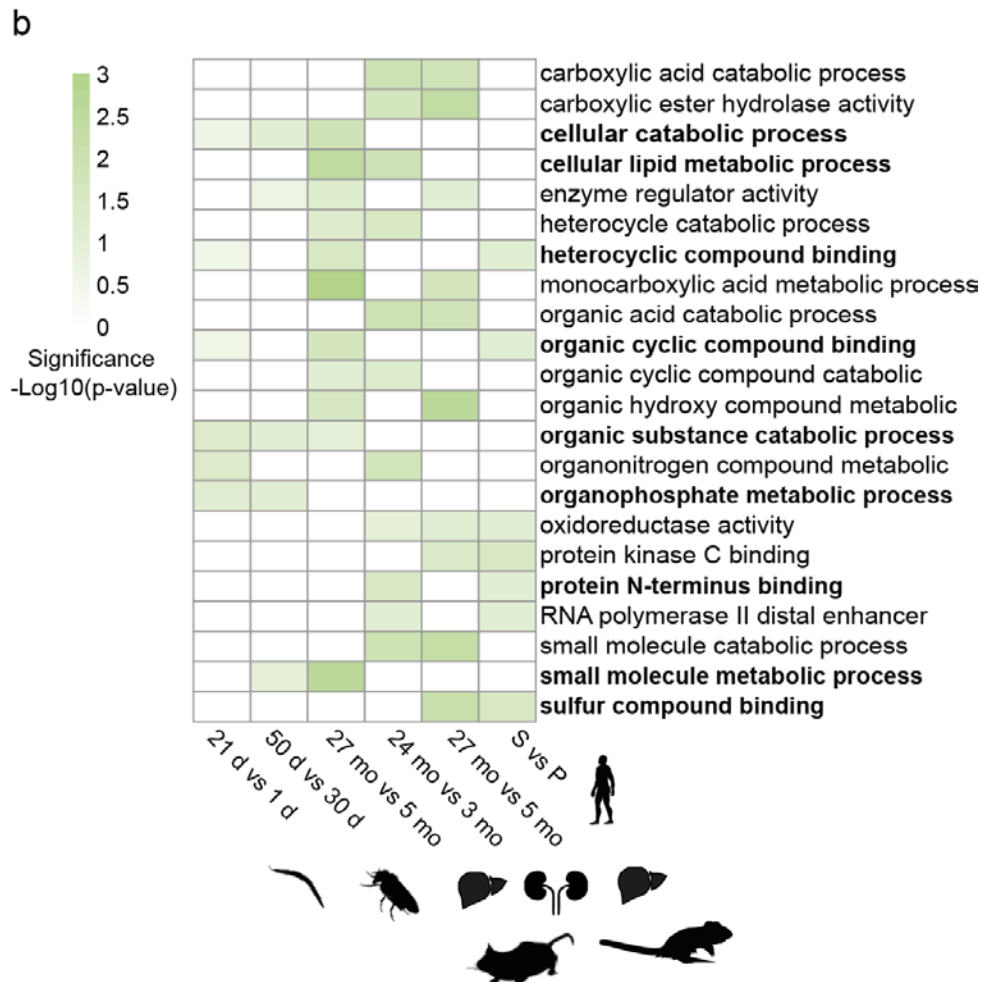 b
3
2.5
2
1.5
1
0.5
0
Significance
-Log10(p-value)
carboxylic acid catabolic process
carboxylic ester hydrolase activity
cellular catabolic process
cellular lipid metabolic process
enzyme regulator activity
heterocycle catabolic process
heterocyclic compound binding
monocarboxylic acid metabolic process
organic acid catabolic process
organic cyclic compound binding
organic cyclic compound catabolic
organic hydroxy compound metabolic
organic substance catabolic process
organonitrogen compound metabolic
organophosphate metabolic process
oxidoreductase activity
protein kinase C binding
protein N-terminus binding
RNA polymerase II distal enhancer
small molecule catabolic process
small molecule metabolic process
sulfur compound binding
21 d vs 1 d
50 d vs 30 d
27 mo vs 5 mo
24 mo vs 3 mo
27 mo vs 5 mo
S vs P